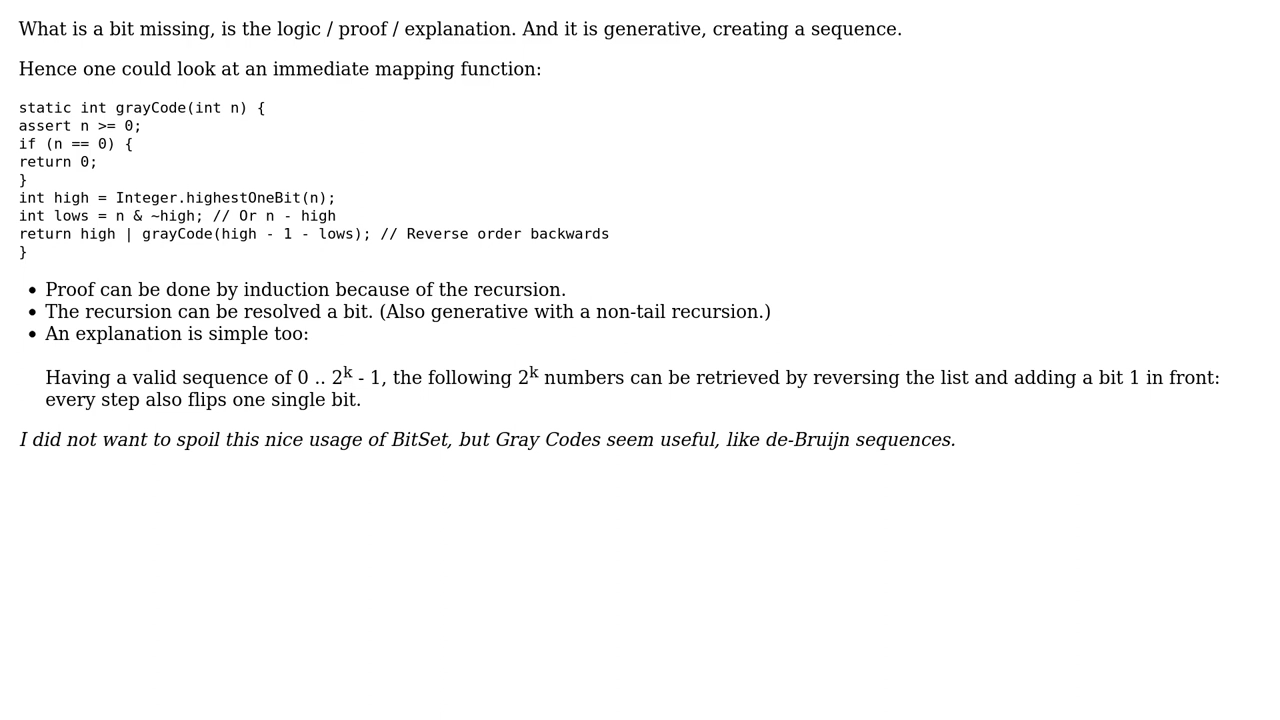 What is a bit missing, is the logic / proof / explanation. And it is generative, creating a sequence.
Hence one could look at an immediate mapping function:
static int grayCode(int n) {
assert n >= 0;
if (n == 0) {
return 0;
}
int high = Integer.highestOneBit(n);
int lows = n & ~high; // Or n - high
return high | grayCode(high - 1 - lows); // Reverse order backwards
}
• Proof can be done by induction because of the recursion.
• The recursion can be resolved a bit. (Also generative with a non-tail recursion.)
• An explanation is simple too:
Having a valid sequence of 0 .. 2^k - 1, the following 2^k numbers can be retrieved by reversing the list and adding a bit 1 in front:
every step also flips one single bit.
I did not want to spoil this nice usage of BitSet, but Gray Codes seem useful, like de-Bruijn sequences.